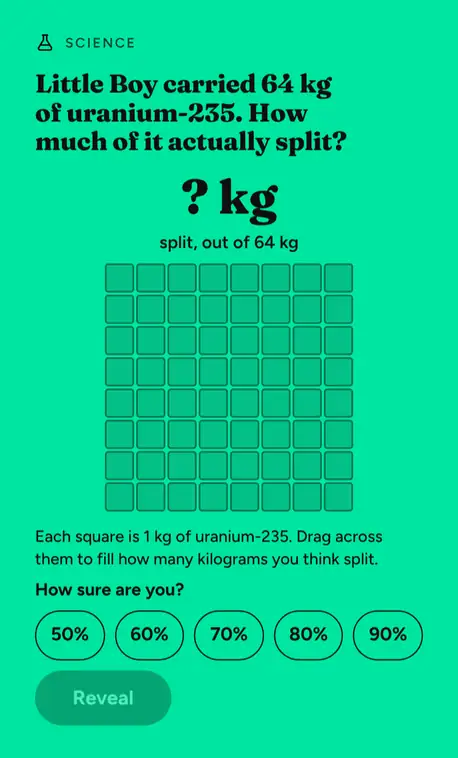 SCIENCE
Little Boy carried 64 kg
of uranium-235. How
much of it actually split?
? kg
split, out of 64 kg
Each square is 1 kg of uranium-235. Drag across
them to fill how many kilograms you think split.
How sure are you?
50% 60% 70% 80% 90%
Reveal